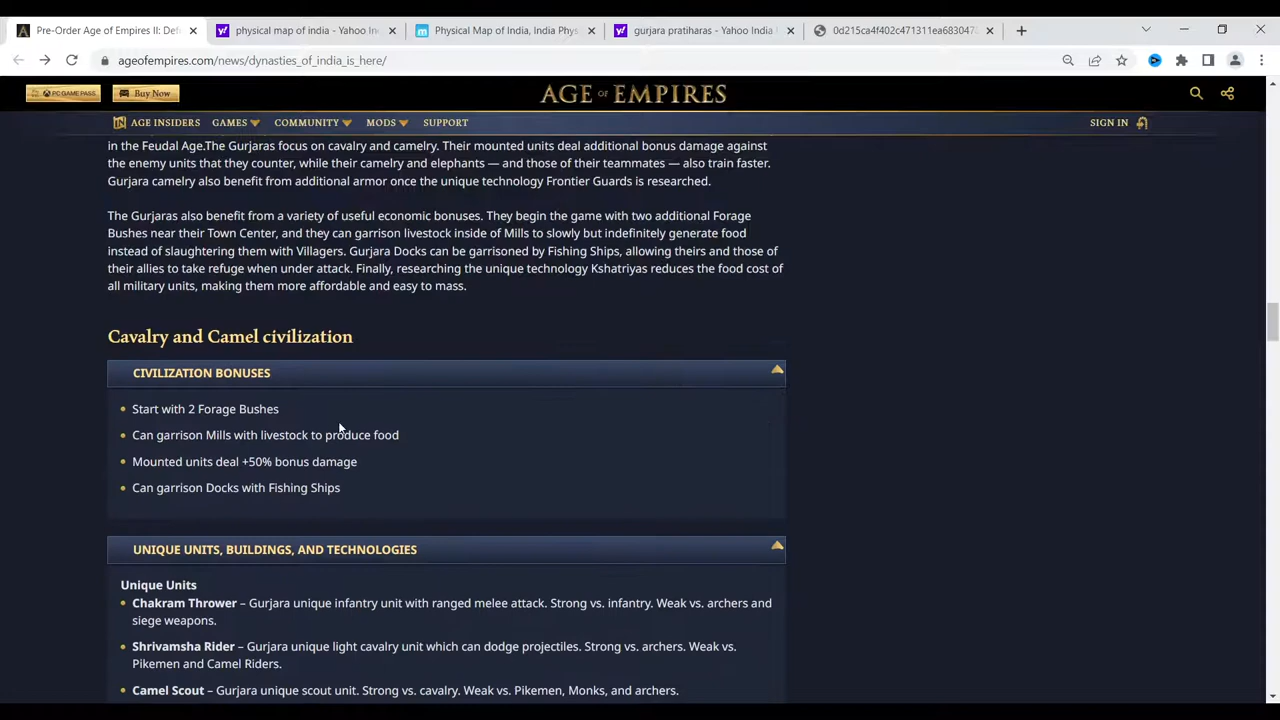 Pre-Order Age of Empires II: Def
physical map of india - Yahoo In
Physical Map of India, India Phys
gurjara pratiharas - Yahoo India
0d215ca4f402c471311ea683047
ageofempires.com/news/dynasties_of_india_is_here/
PC GAME PASS
Buy Now
AGE OF EMPIRES
AGE INSIDERS
GAMES
COMMUNITY
MODS
SUPPORT
SIGN IN
in the Feudal Age.The Gurjaras focus on cavalry and camelry. Their mounted units deal additional bonus damage against
the enemy units that they counter, while their camelry and elephants — and those of their teammates — also train faster.
Gurjara camelry also benefit from additional armor once the unique technology Frontier Guards is researched.
The Gurjaras also benefit from a variety of useful economic bonuses. They begin the game with two additional Forage
Bushes near their Town Center, and they can garrison livestock inside of Mills to slowly but indefinitely generate food
instead of slaughtering them with Villagers. Gurjara Docks can be garrisoned by Fishing Ships, allowing theirs and those of
their allies to take refuge when under attack. Finally, researching the unique technology Kshatriyas reduces the food cost of
all military units, making them more affordable and easy to mass.
Cavalry and Camel civilization
CIVILIZATION BONUSES
Start with 2 Forage Bushes
Can garrison Mills with livestock to produce food
Mounted units deal +50% bonus damage
Can garrison Docks with Fishing Ships
UNIQUE UNITS, BUILDINGS, AND TECHNOLOGIES
Unique Units
Chakram Thrower – Gurjara unique infantry unit with ranged melee attack. Strong vs. infantry. Weak vs. archers and
siege weapons.
Shrivamsha Rider – Gurjara unique light cavalry unit which can dodge projectiles. Strong vs. archers. Weak vs.
Pikemen and Camel Riders.
Camel Scout – Gurjara unique scout unit. Strong vs. cavalry. Weak vs. Pikemen, Monks, and archers.